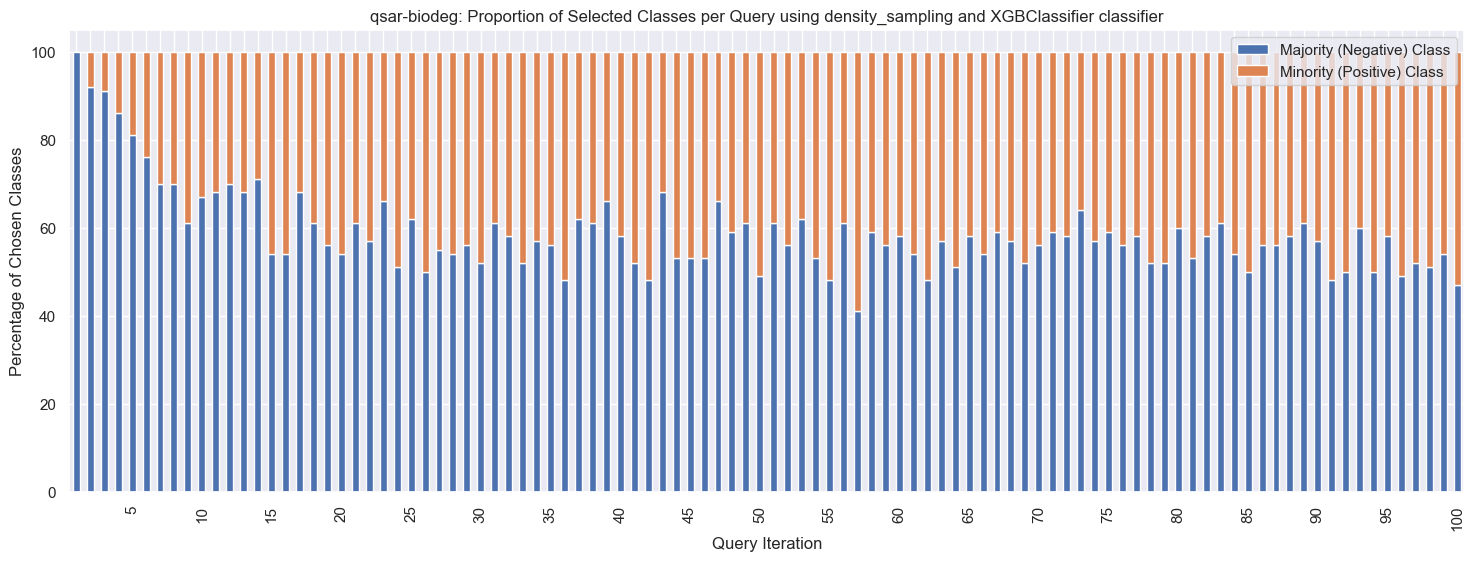 qsar-biodeg: Proportion of Selected Classes per Query using density_sampling and XGBClassifier classifier
Majority (Negative) Class
Minority (Positive) Class
Percentage of Chosen Classes
100
80
60
40
20
0
5 10 15 20 25 30 35 40 45 50 55 60 65 70 75 80 85 90 95 100
Query Iteration